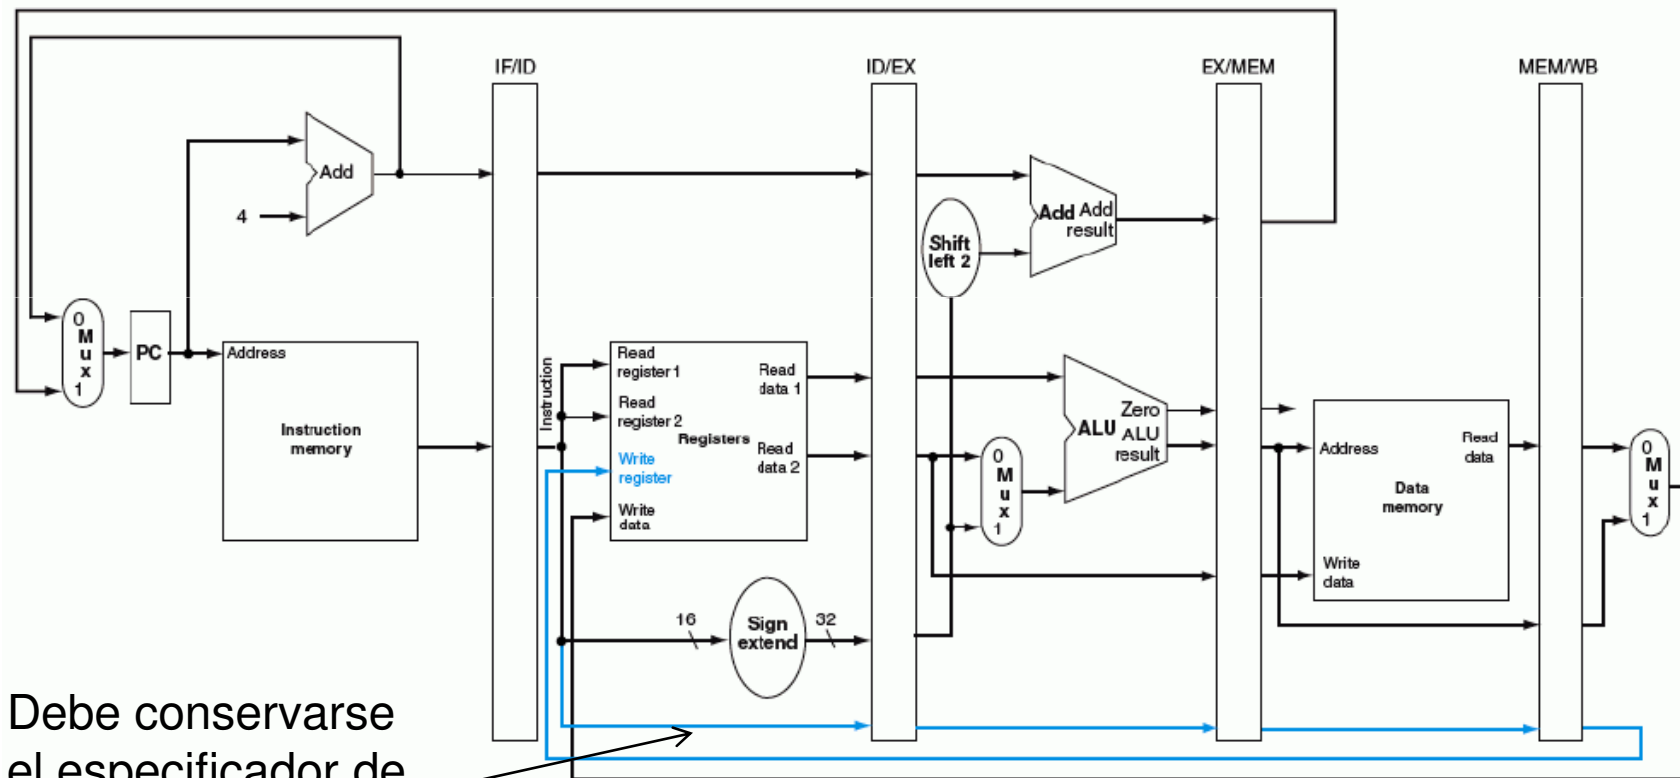 IF/ID
ID/EX
EX/MEM
MEM/WB
Add
4
Add Add
result
Shift
left 2
0
M
u
x
1
PC
Address
Instruction
memory
Instruction
Read
register 1
Read
register 2
Write
register
Write
data
Registers
Read
data 1
Read
data 2
0
M
u
x
1
Zero
ALU ALU
result
Address
Read
data
Data
memory
Write
data
0
M
u
x
1
16
Sign
extend
32
Debe conservarse
el especificador de